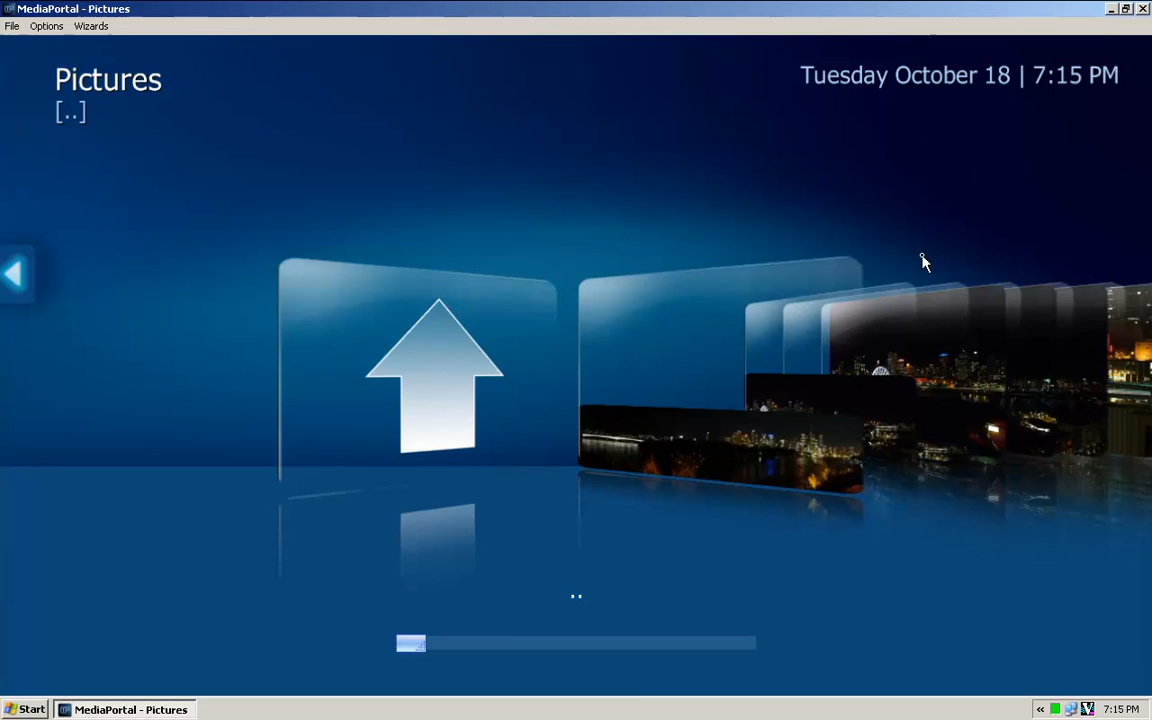 MediaPortal - Pictures
File Options Wizards
Pictures
[..]
Tuesday October 18 | 7:15 PM
..
Start
MediaPortal - Pictures
«
7:15 PM